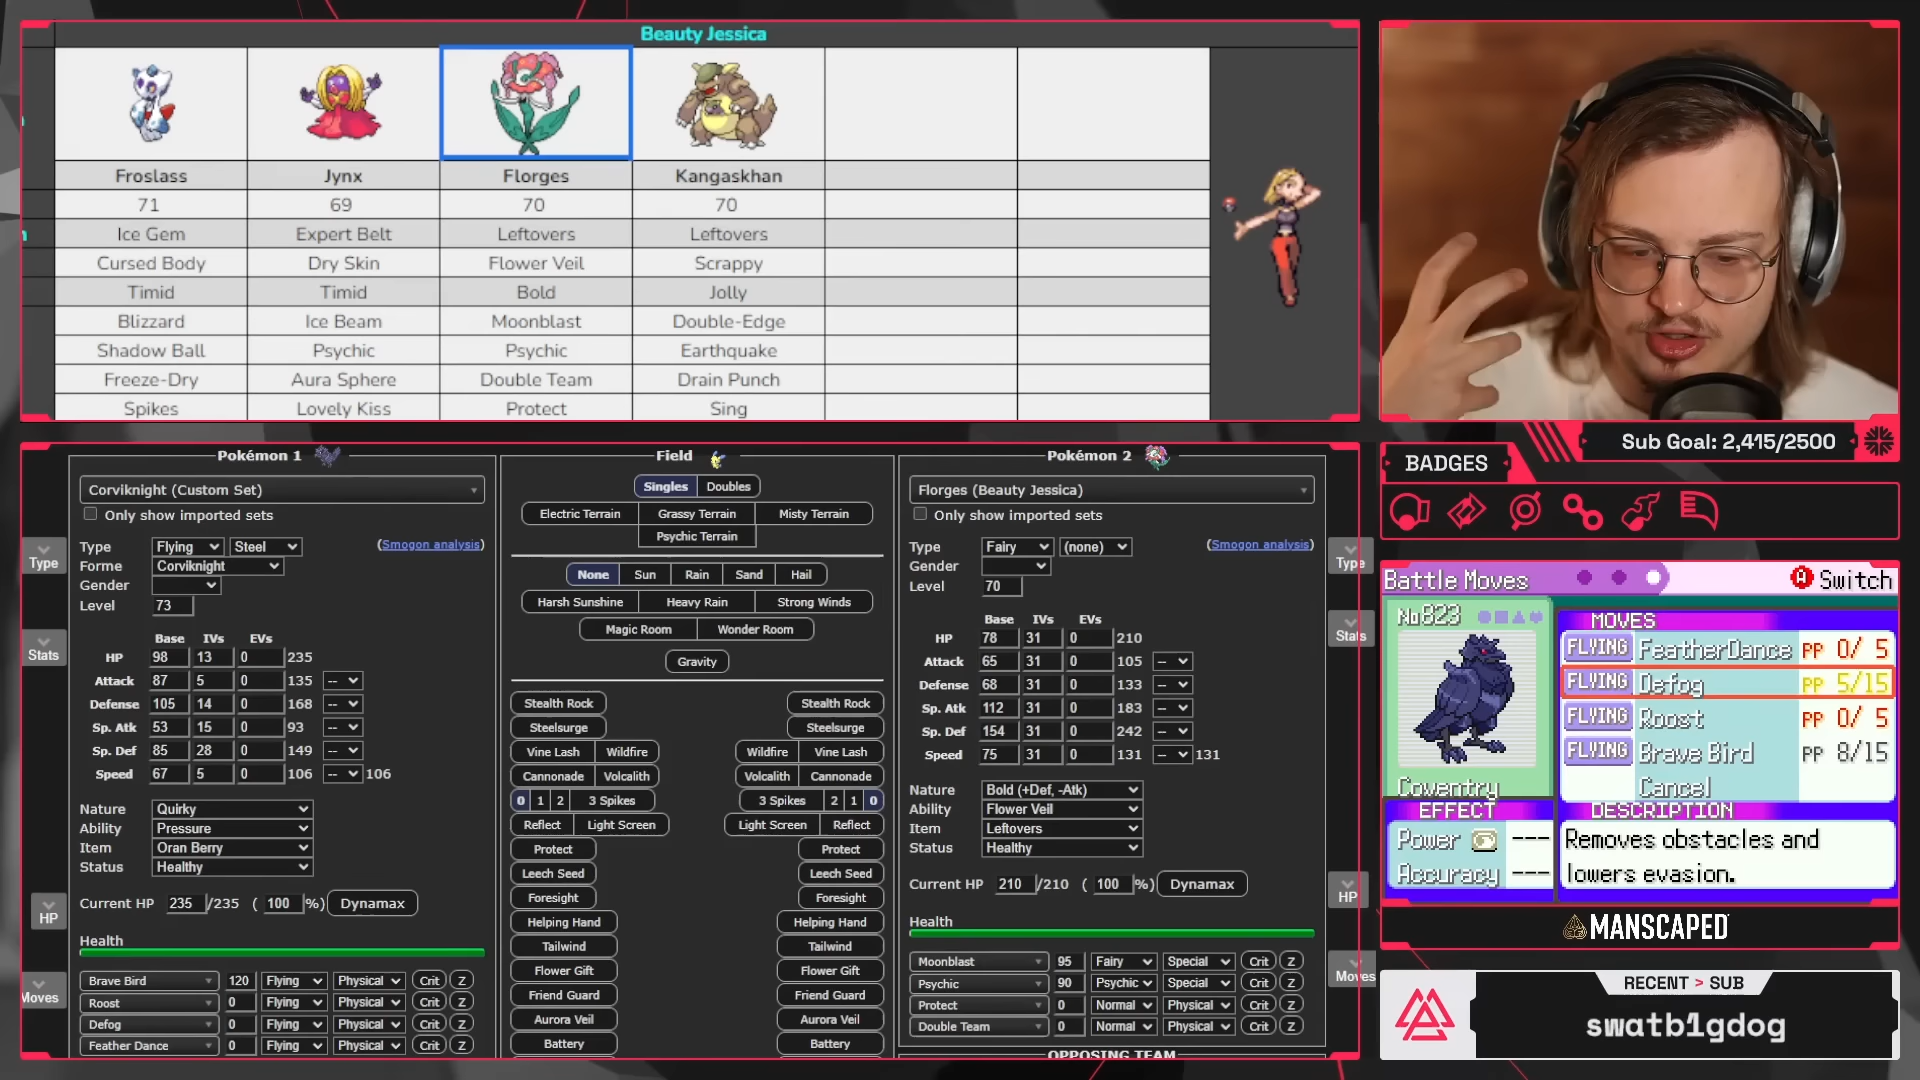 Beauty Jessica
Froslass Jynx Florges Kangaskhan
71 69 70 70
Ice Gem Expert Belt Leftovers Leftovers
Cursed Body Dry Skin Flower Veil Scrappy
Timid Timid Bold Jolly
Blizzard Ice Beam Moonblast Double-Edge
Shadow Ball Psychic Psychic Earthquake
Freeze-Dry Aura Sphere Double Team Drain Punch
Spikes Lovely Kiss Protect Sing
Sub Goal: 2,415/2500
BADGES
Type
Stats
HP
Moves
Pokémon 1
Corviknight (Custom Set)
Only show imported sets
Type Flying Steel (Smogon analysis)
Forme Corviknight
Gender
Level 73
Base IVs EVs
HP 98 13 0 235
Attack 87 5 0 135 --
Defense 105 14 0 168 --
Sp. Atk 53 15 0 93 --
Sp. Def 85 28 0 149 --
Speed 67 5 0 106 -- 106
Nature Quirky
Ability Pressure
Item Oran Berry
Status Healthy
Current HP 235 /235 ( 100 %) Dynamax
Health
Brave Bird 120 Flying Physical Crit Z
Roost 0 Flying Physical Crit Z
Defog 0 Flying Physical Crit Z
Feather Dance 0 Flying Physical Crit Z
Field
Singles Doubles
Electric Terrain Grassy Terrain Misty Terrain
Psychic Terrain
None Sun Rain Sand Hail
Harsh Sunshine Heavy Rain Strong Winds
Magic Room Wonder Room
Gravity
Stealth Rock Stealth Rock
Steelsurge Steelsurge
Vine Lash Wildfire Wildfire Vine Lash
Cannonade Volcalith Volcalith Cannonade
0 1 2 3 Spikes 3 Spikes 2 1 0
Reflect Light Screen Light Screen Reflect
Protect Protect
Leech Seed Leech Seed
Foresight Foresight
Helping Hand Helping Hand
Tailwind Tailwind
Flower Gift Flower Gift
Friend Guard Friend Guard
Aurora Veil Aurora Veil
Battery Battery
Pokémon 2
Florges (Beauty Jessica)
Only show imported sets
Type Fairy (none) (Smogon analysis)
Gender
Level 70
Base IVs EVs
HP 78 31 0 210
Attack 65 31 0 105 --
Defense 68 31 0 133 --
Sp. Atk 112 31 0 183 --
Sp. Def 154 31 0 242 --
Speed 75 31 0 131 -- 131
Nature Bold (+Def, -Atk)
Ability Flower Veil
Item Leftovers
Status Healthy
Current HP 210 /210 ( 100 %) Dynamax
Health
Moonblast 95 Fairy Special Crit Z
Psychic 90 Psychic Special Crit Z
Protect 0 Normal Physical Crit Z
Double Team 0 Normal Physical Crit Z
OPPOSING TEAM
Type
Stats
HP
Moves
Battle Moves A Switch
No823
Coventry
MOVES
FLYING FeatherDance PP 0/ 5
FLYING Defog PP 5/15
FLYING Roost PP 0/ 5
FLYING Brave Bird PP 8/15
Cancel
EFFECT
Power ---
Accuracy ---
DESCRIPTION
Removes obstacles and
lowers evasion.
MANSCAPED
RECENT > SUB
swatb1gdog